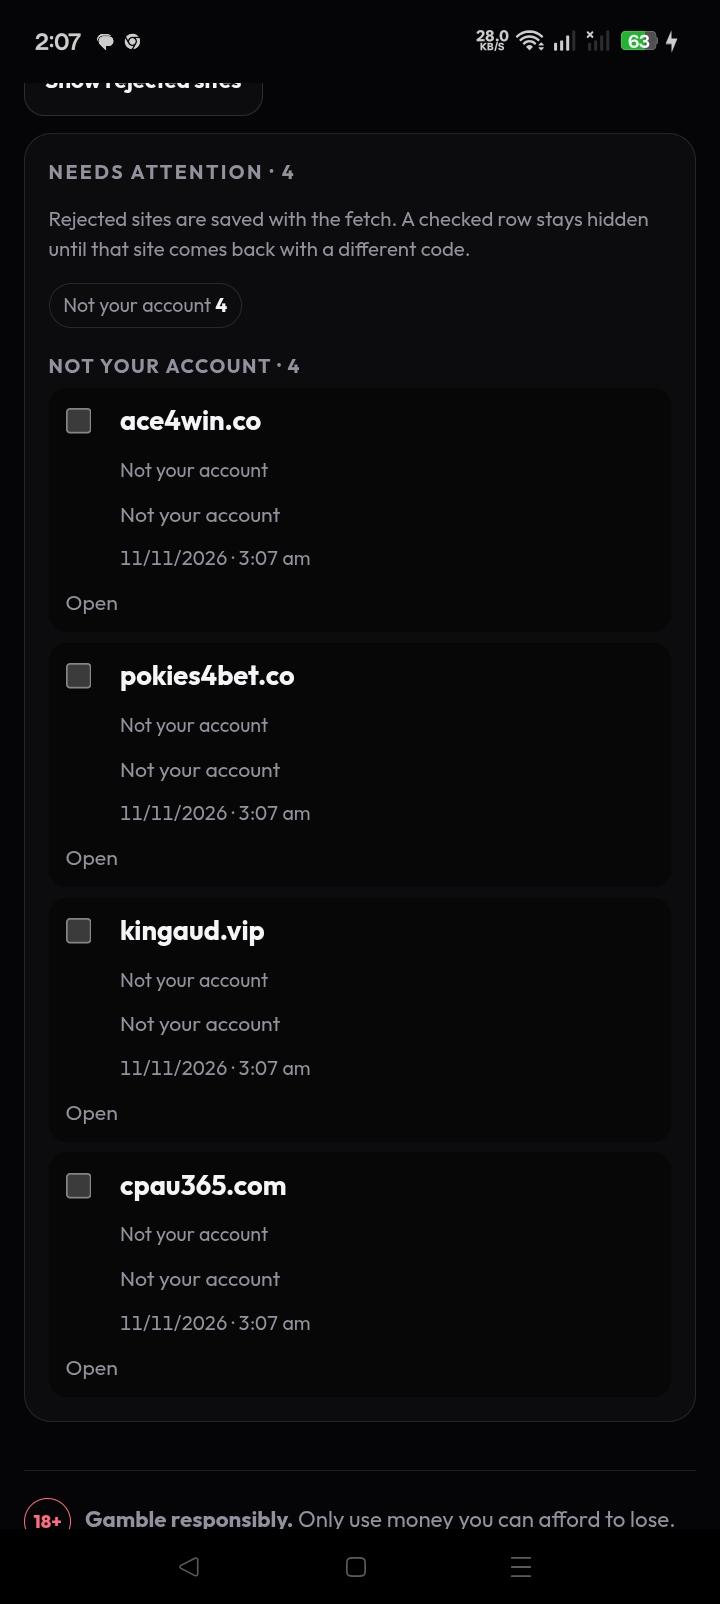 2:07
28.0
KB/S
63
Show rejected sites
NEEDS ATTENTION · 4
Rejected sites are saved with the fetch. A checked row stays hidden
until that site comes back with a different code.
Not your account 4
NOT YOUR ACCOUNT · 4
ace4win.co
Not your account
Not your account
11/11/2026 · 3:07 am
Open
pokies4bet.co
Not your account
Not your account
11/11/2026 · 3:07 am
Open
kingaud.vip
Not your account
Not your account
11/11/2026 · 3:07 am
Open
cpau365.com
Not your account
Not your account
11/11/2026 · 3:07 am
Open
18+ Gamble responsibly. Only use money you can afford to lose.